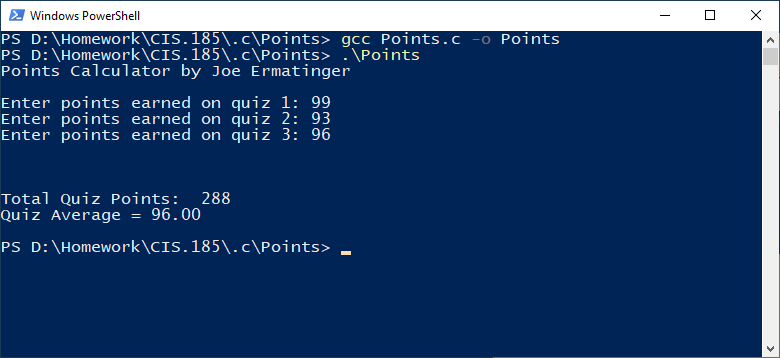 Windows PowerShell
PS D:\Homework\CIS.185\.c\Points> gcc Points.c -o Points
PS D:\Homework\CIS.185\.c\Points> .\Points
Points Calculator by Joe Ermatinger
Enter points earned on quiz 1: 99
Enter points earned on quiz 2: 93
Enter points earned on quiz 3: 96
Total Quiz Points:  288
Quiz Average = 96.00
PS D:\Homework\CIS.185\.c\Points>